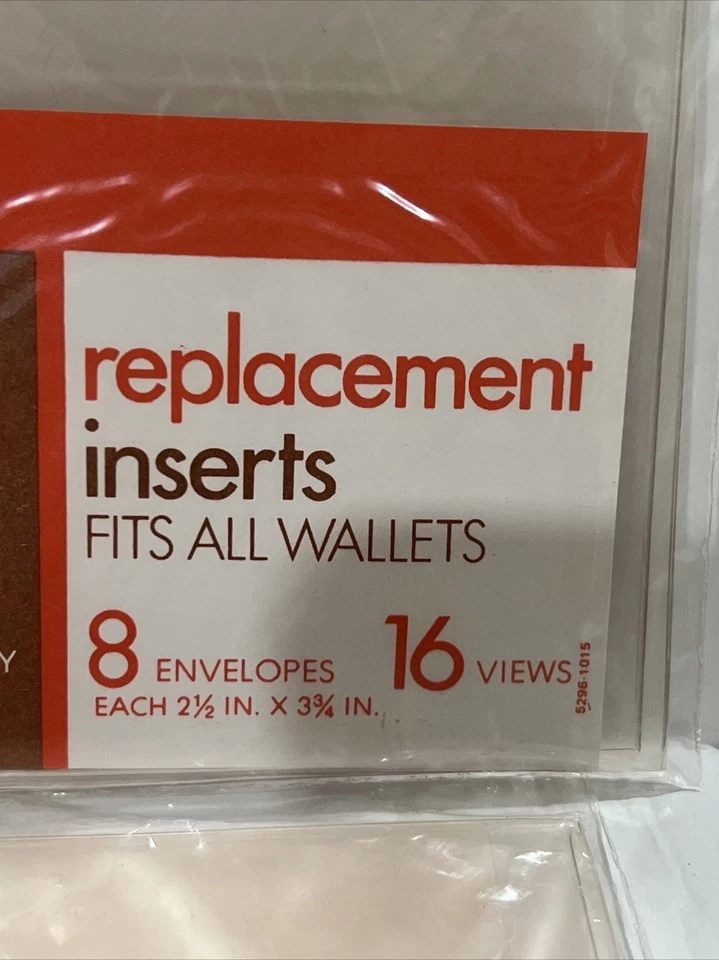 replacement
inserts
FITS ALL WALLETS
8 ENVELOPES 16 VIEWS
EACH 2½ IN. X 3¾ IN.
5296-1015
Y